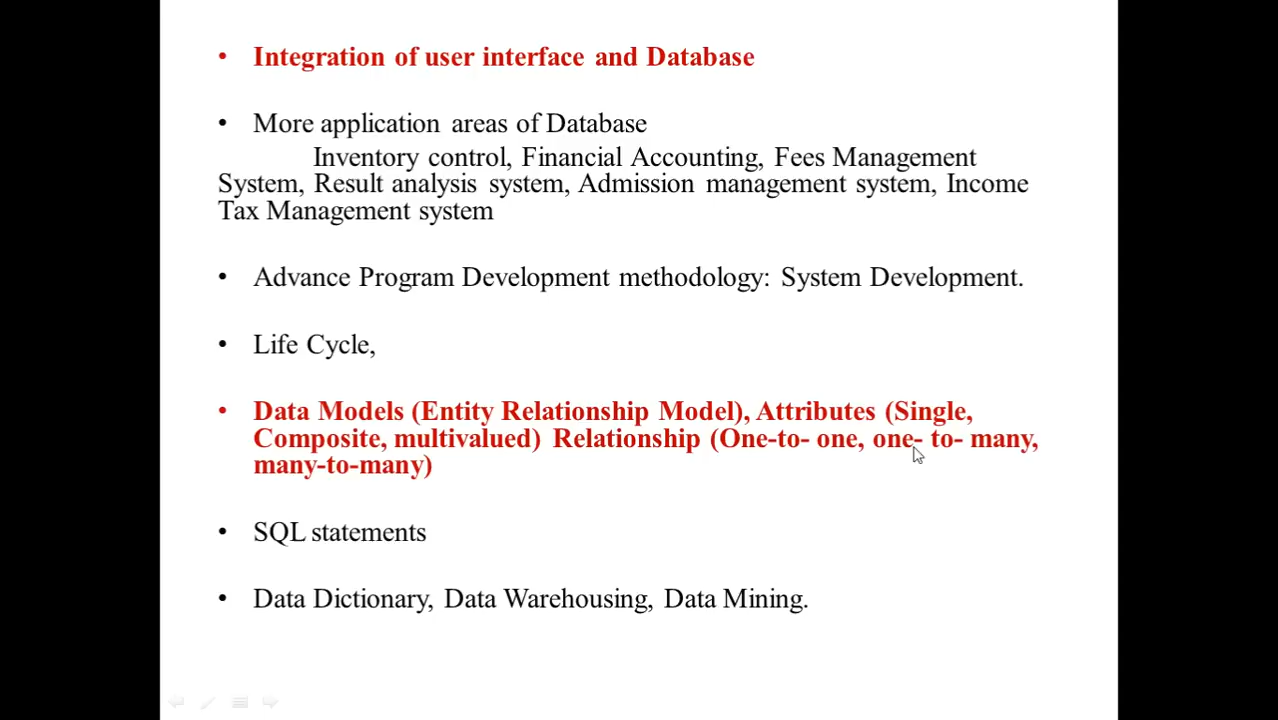 • Integration of user interface and Database
• More application areas of Database
Inventory control, Financial Accounting, Fees Management
System, Result analysis system, Admission management system, Income
Tax Management system
• Advance Program Development methodology: System Development.
• Life Cycle,
• Data Models (Entity Relationship Model), Attributes (Single,
Composite, multivalued) Relationship (One-to- one, one- to- many,
many-to-many)
• SQL statements
• Data Dictionary, Data Warehousing, Data Mining.